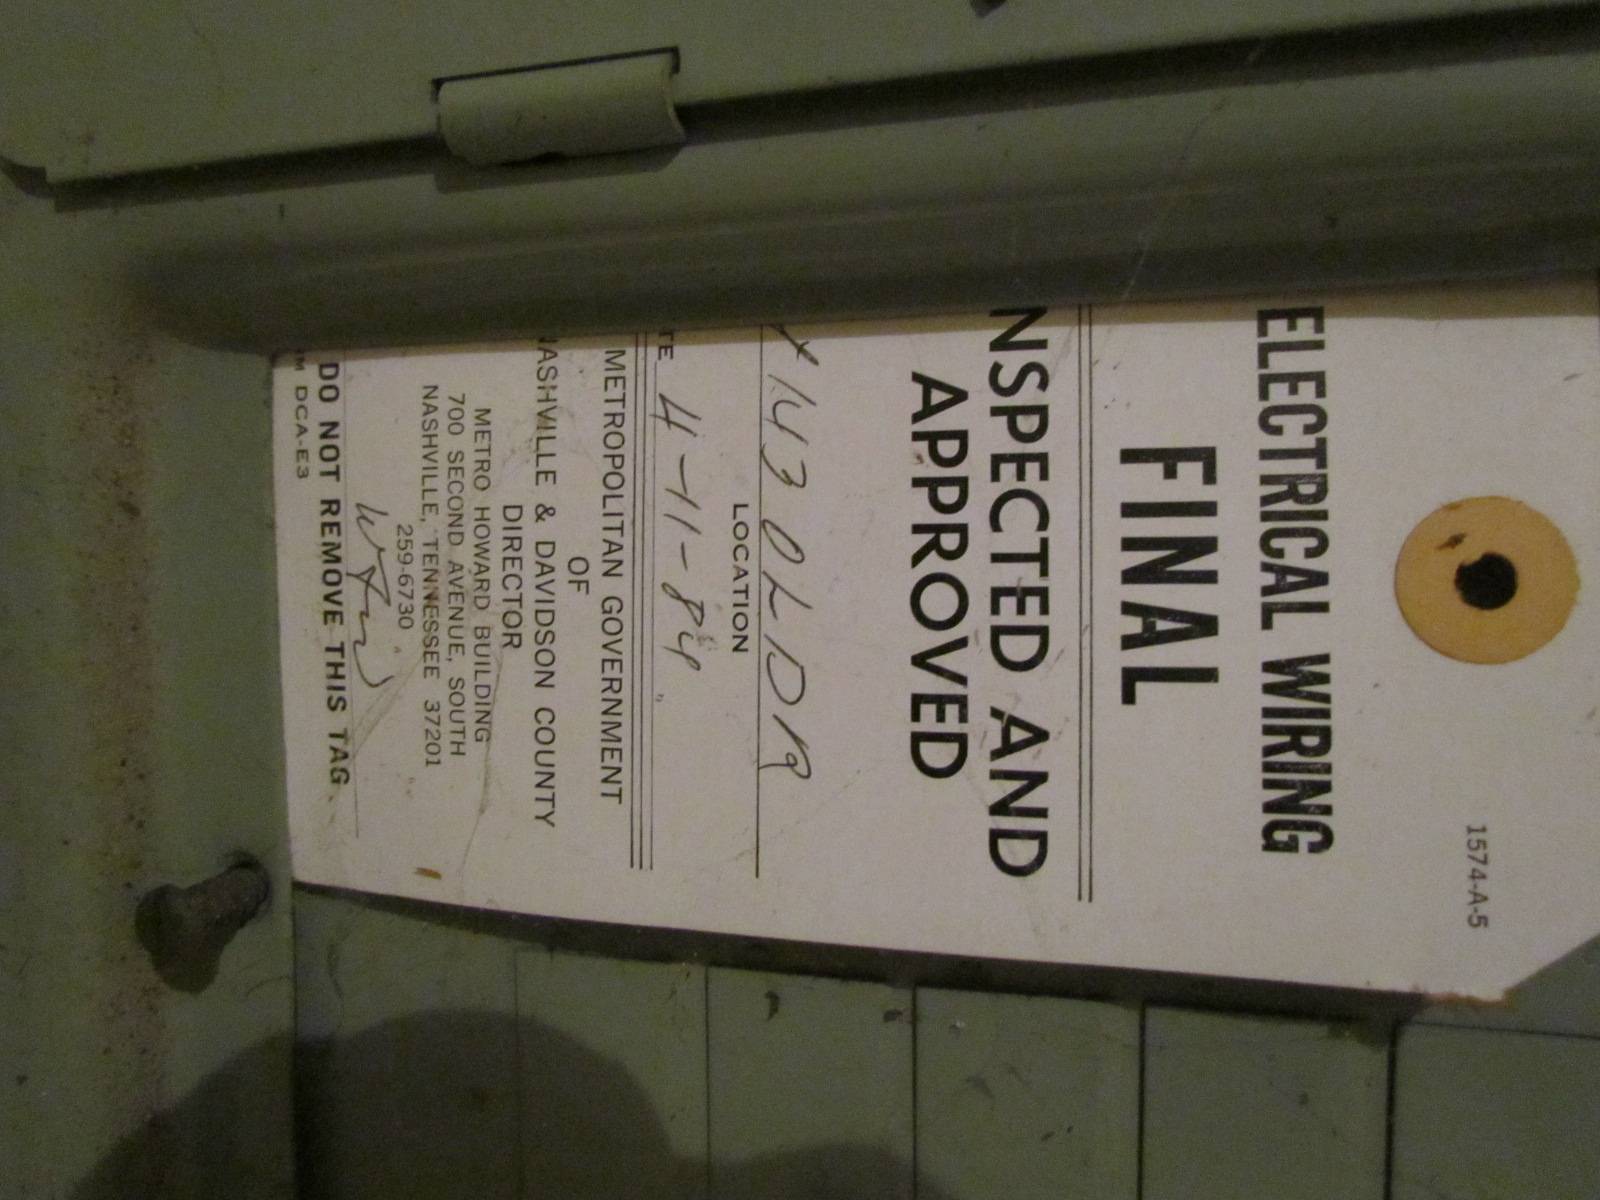 1574-A-5
ELECTRICAL WIRING
FINAL
NSPECTED AND
APPROVED
LOCATION
TE 4-11-84
METROPOLITAN GOVERNMENT
OF
NASHVILLE & DAVIDSON COUNTY
DIRECTOR
METRO HOWARD BUILDING
700 SECOND AVENUE, SOUTH
NASHVILLE, TENNESSEE 37201
259-6730
DO NOT REMOVE THIS TAG.
M DCA-E3